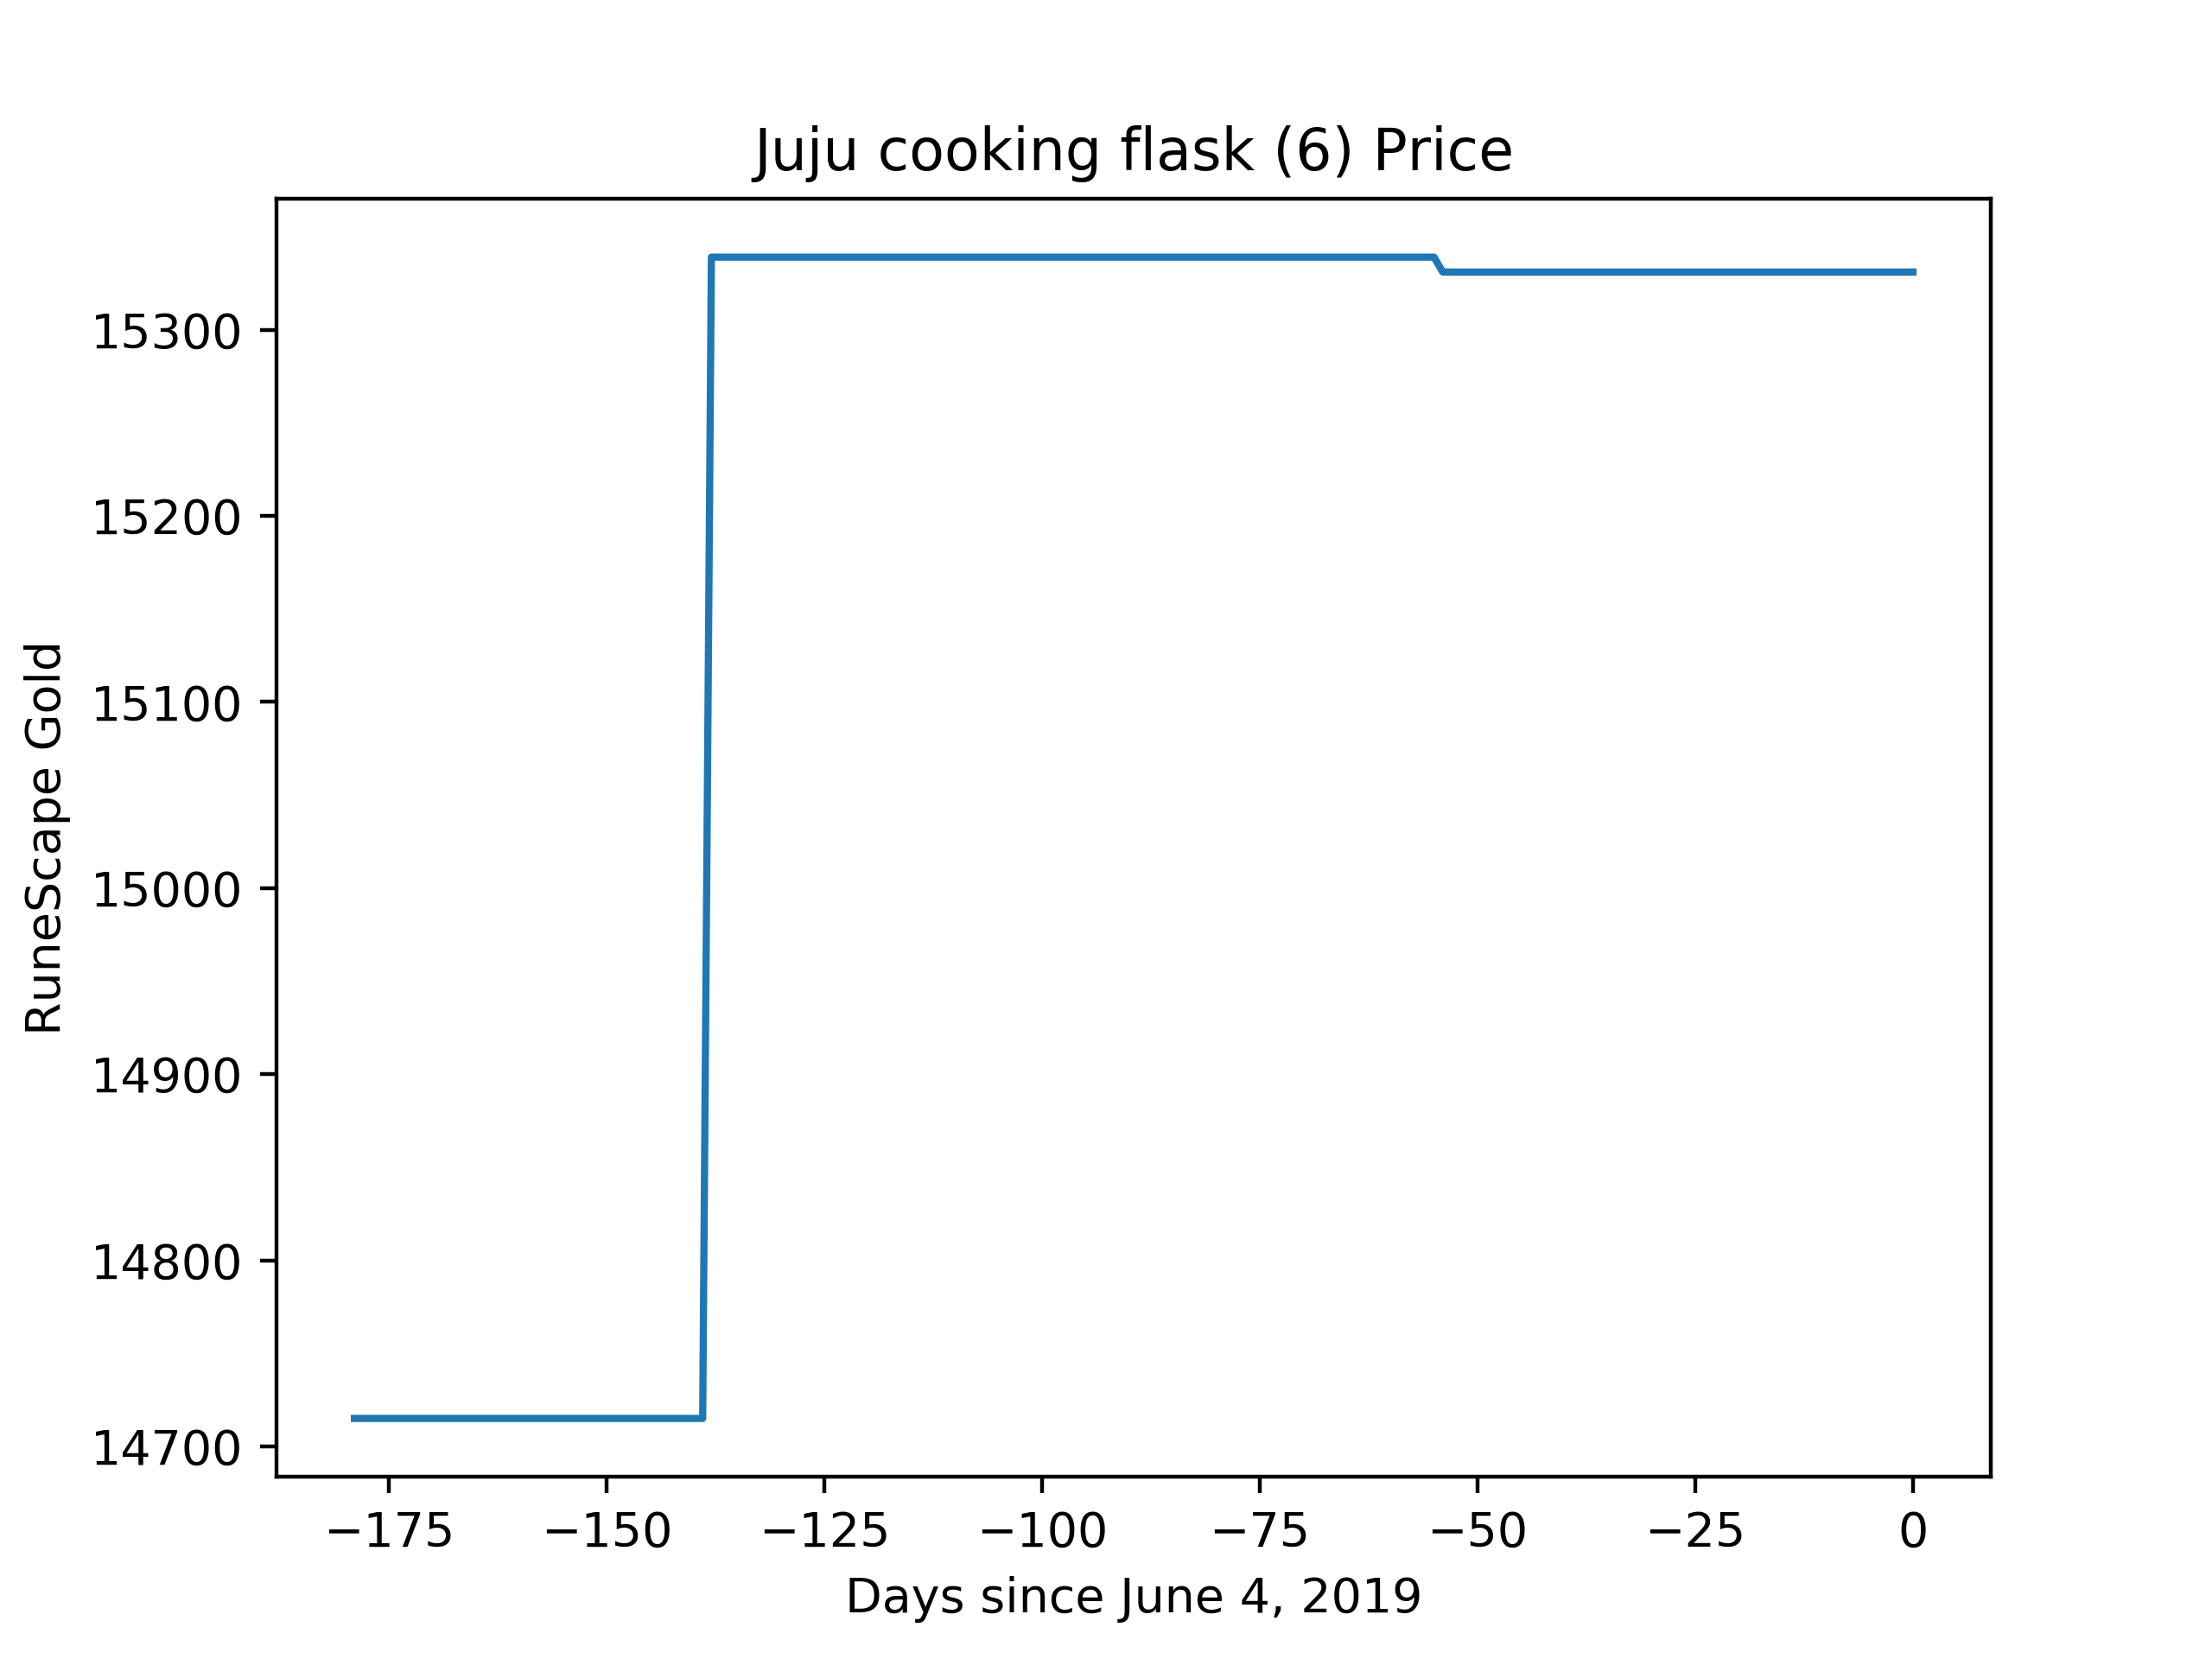 Juju cooking flask (6) Price
RuneScape Gold
15300
15200
15100
15000
14900
14800
14700
−175 −150 −125 −100 −75 −50 −25 0
Days since June 4, 2019